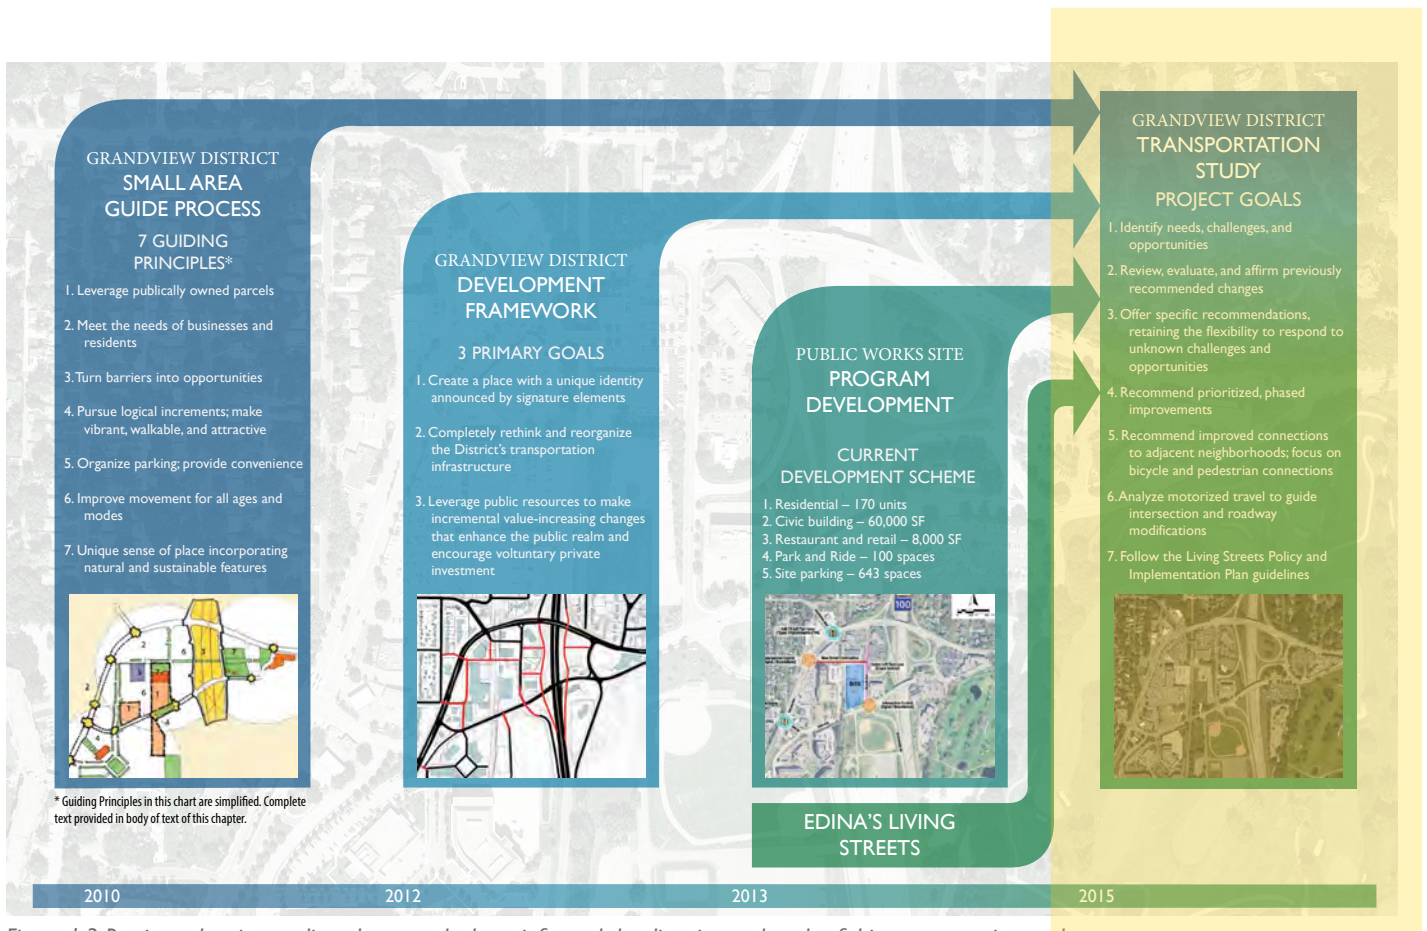 GRANDVIEW DISTRICT
SMALL AREA
GUIDE PROCESS
7 GUIDING
PRINCIPLES*
1. Leverage publically owned parcels
2. Meet the needs of businesses and
residents
3. Turn barriers into opportunities
4. Pursue logical increments; make
vibrant, walkable, and attractive
5. Organize parking; provide convenience
6. Improve movement for all ages and
modes
7. Unique sense of place incorporating
natural and sustainable features
* Guiding Principles in this chart are simplified. Complete
text provided in body of text of this chapter.
GRANDVIEW DISTRICT
DEVELOPMENT
FRAMEWORK
3 PRIMARY GOALS
1. Create a place with a unique identity
announced by signature elements
2. Completely rethink and reorganize
the District's transportation
infrastructure
3. Leverage public resources to make
incremental value-increasing changes
that enhance the public realm and
encourage voluntary private
investment
PUBLIC WORKS SITE
PROGRAM
DEVELOPMENT
CURRENT
DEVELOPMENT SCHEME
1. Residential – 170 units
2. Civic building – 60,000 SF
3. Restaurant and retail – 8,000 SF
4. Park and Ride – 100 spaces
5. Site parking – 643 spaces
100
EDINA'S LIVING
STREETS
GRANDVIEW DISTRICT
TRANSPORTATION
STUDY
PROJECT GOALS
1. Identify needs, challenges, and
opportunities
2. Review, evaluate, and affirm previously
recommended changes
3. Offer specific recommendations,
retaining the flexibility to respond to
unknown challenges and
opportunities
4. Recommend prioritized, phased
improvements
5. Recommend improved connections
to adjacent neighborhoods; focus on
bicycle and pedestrian connections
6. Analyze motorized travel to guide
intersection and roadway
modifications
7. Follow the Living Streets Policy and
Implementation Plan guidelines
2010
2012
2013
2015